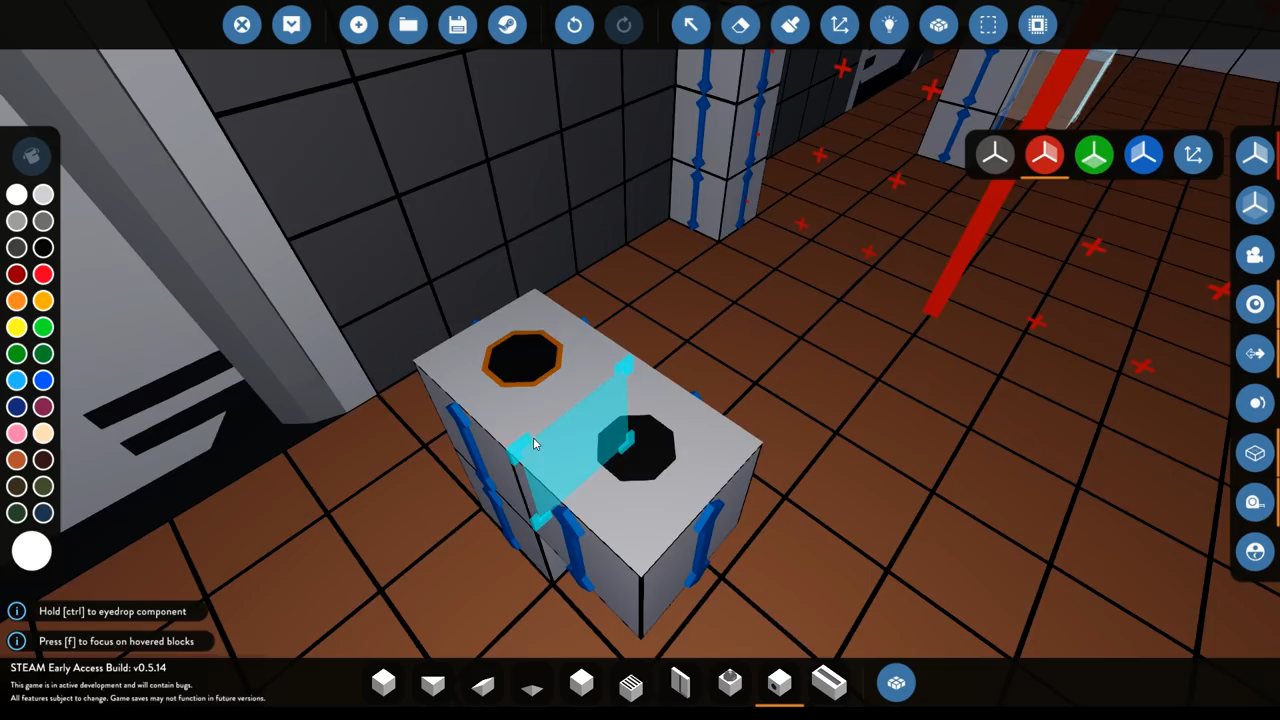 Hold [ctrl] to eyedrop component
Press [f] to focus on hovered blocks
STEAM Early Access Build: v0.5.14
This game is in active development and will contain bugs.
All features subject to change. Game saves may not function in future versions.